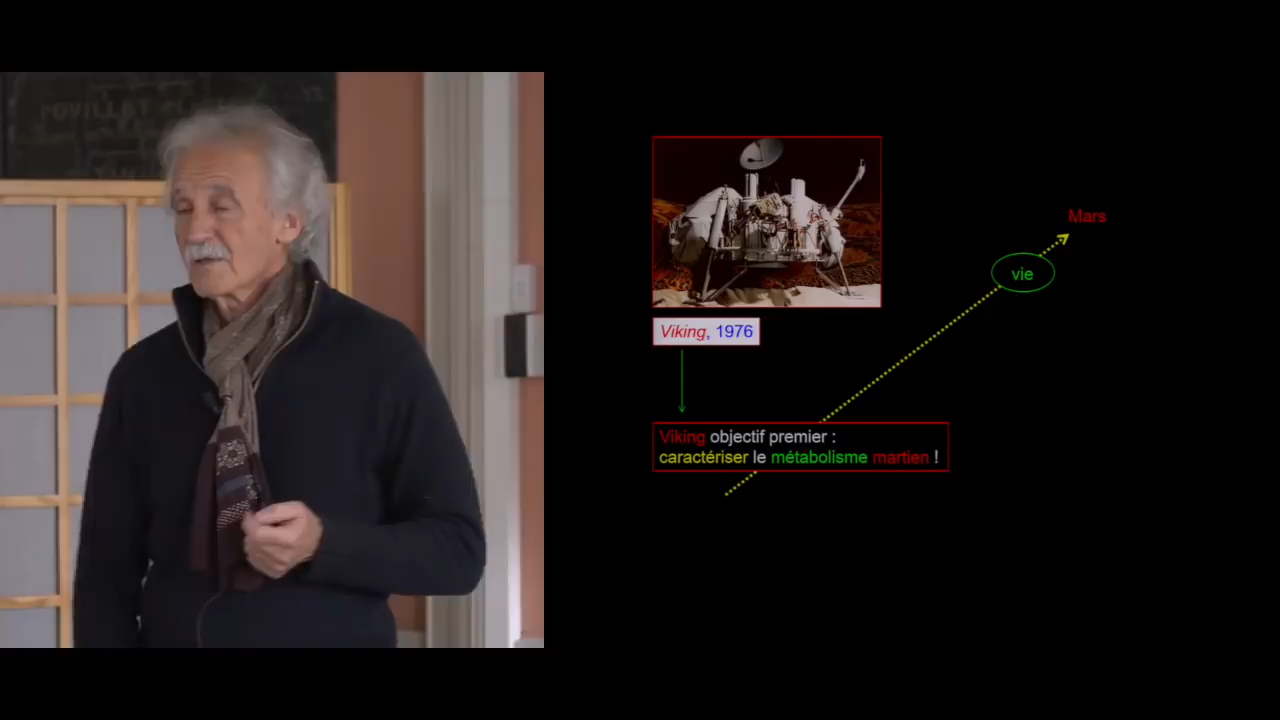 Mars
vie
Viking, 1976
Viking objectif premier :
caractériser le métabolisme martien !